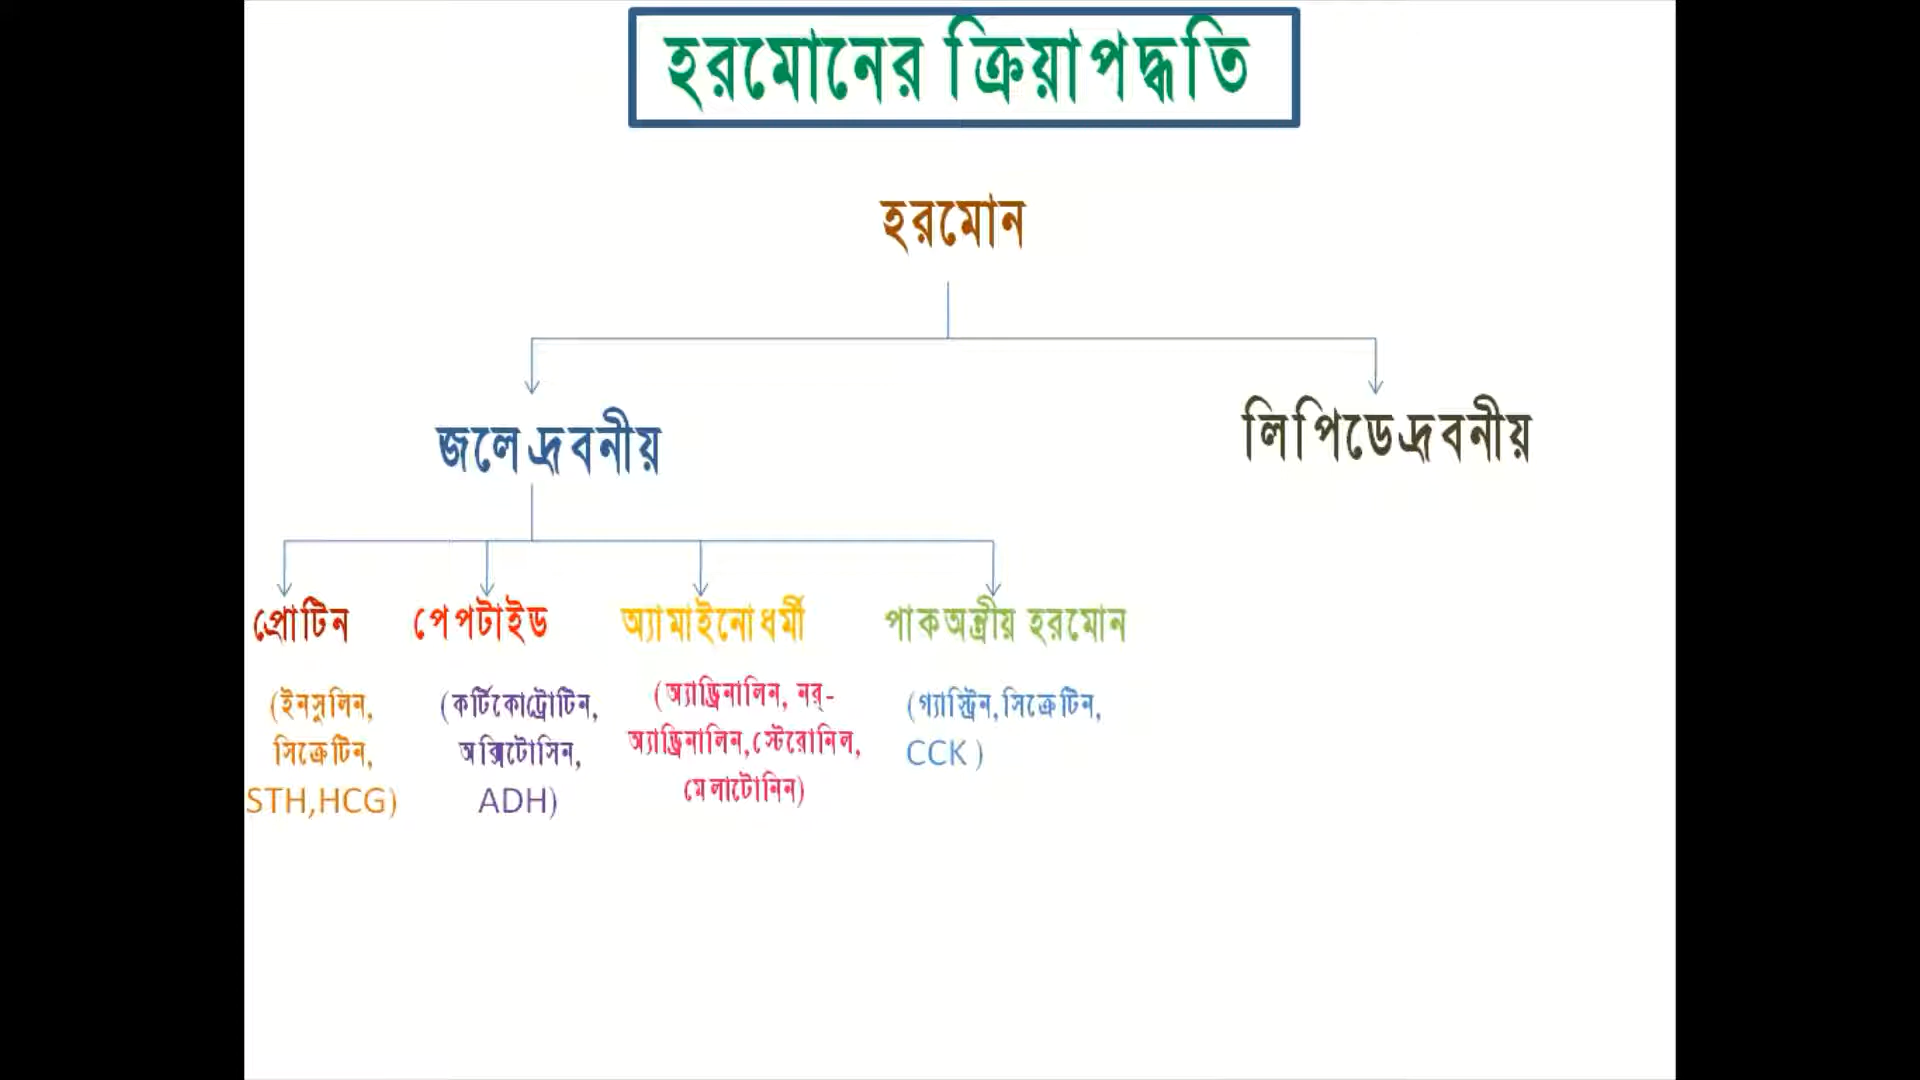 হরমোনের ক্রিয়াপদ্ধতি
হরমোন
জলে দ্রবনীয়
লিপিডে দ্রবনীয়
প্রোটিন
পেপটাইড
অ্যামাইনোধর্মী
পাকঅন্ত্রীয় হরমোন
(ইনসুলিন,
সিক্রেটিন,
STH,HCG)
(কর্টিকোট্রোটিন,
অক্সিটোসিন,
ADH)
(অ্যাড্রিনালিন, নর্-
অ্যাড্রিনালিন,স্টেরোনিল,
মেলাটোনিন)
(গ্যাস্ট্রিন,সিক্রেটিন,
CCK )